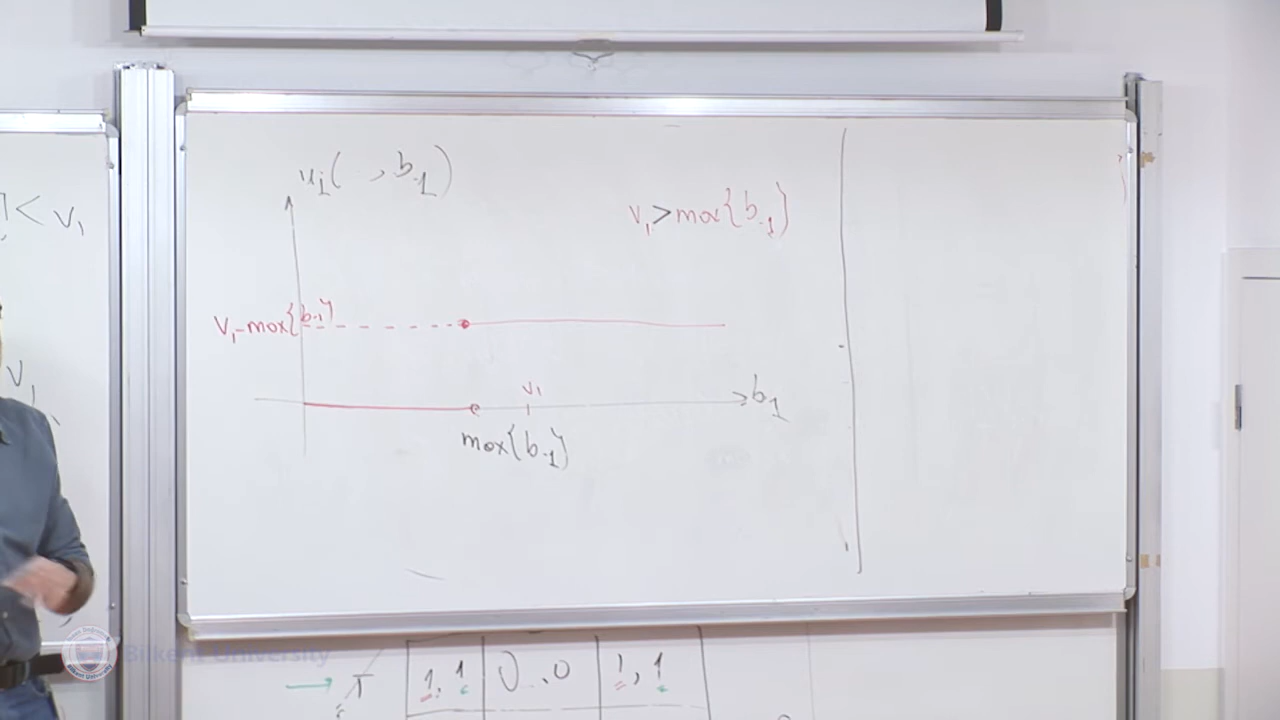 u₁( , b₋₁)
< v₁
v₁ > max{b₋₁}
v₁ - max{b₋₁}
v₁
v₁
b₁
max{b₋₁}
Bilkent University
T 1, 1 0, 0 1, 1